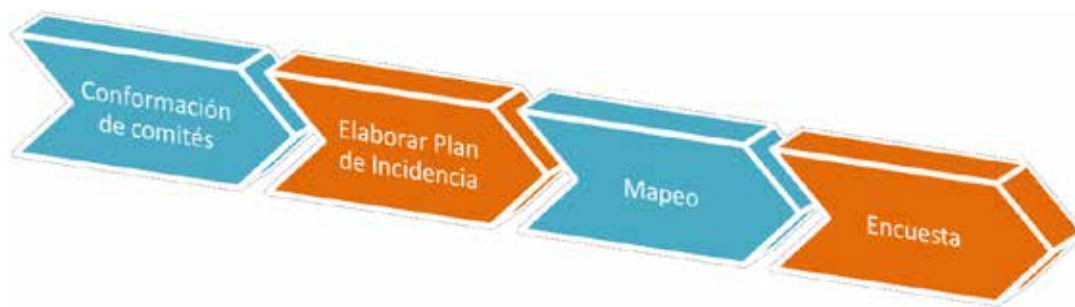 Conformación
de comités
Elaborar Plan
de Incidencia
Mapeo
Encuesta